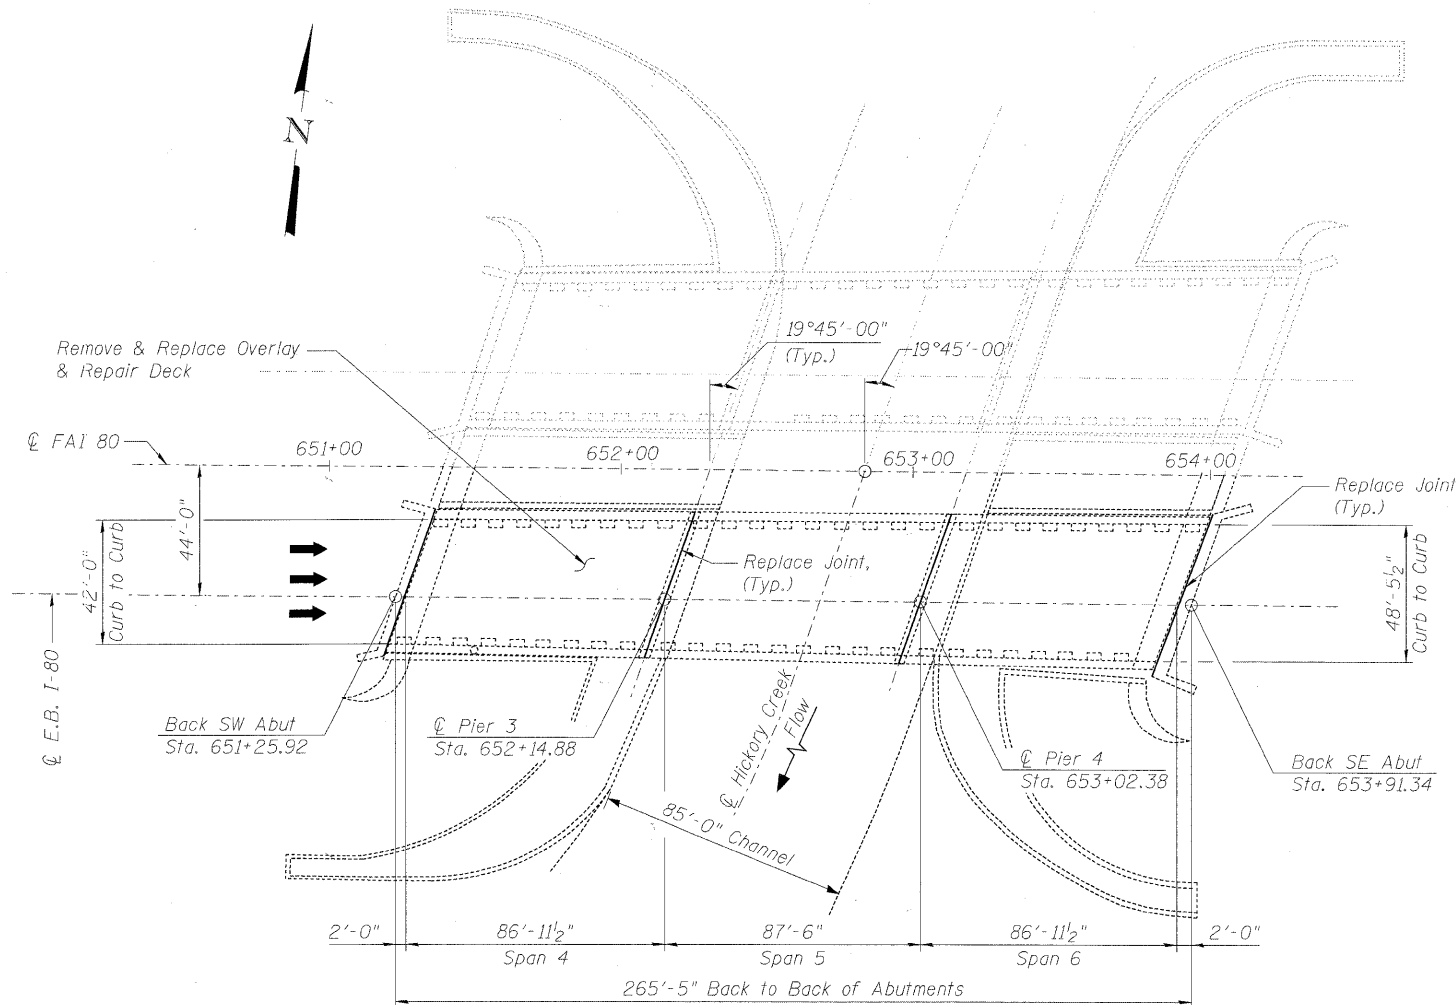 N
19°45'-00"
(Typ.)
19°45'-00"
Remove & Replace Overlay
& Repair Deck
℄ FAI 80
651+00
652+00
653+00
654+00
Replace Joint
(Typ.)
44'-0"
42'-0"
Curb to Curb
Replace Joint,
(Typ.)
48'-5½"
Curb to Curb
℄ E.B. I-80
Back SW Abut
Sta. 651+25.92
℄ Pier 3
Sta. 652+14.88
℄ Hickory Creek
Flow
℄ Pier 4
Sta. 653+02.38
Back SE Abut
Sta. 653+91.34
85'-0" Channel
2'-0"
86'-11½"
87'-6"
86'-11½"
2'-0"
Span 4
Span 5
Span 6
265'-5" Back to Back of Abutments